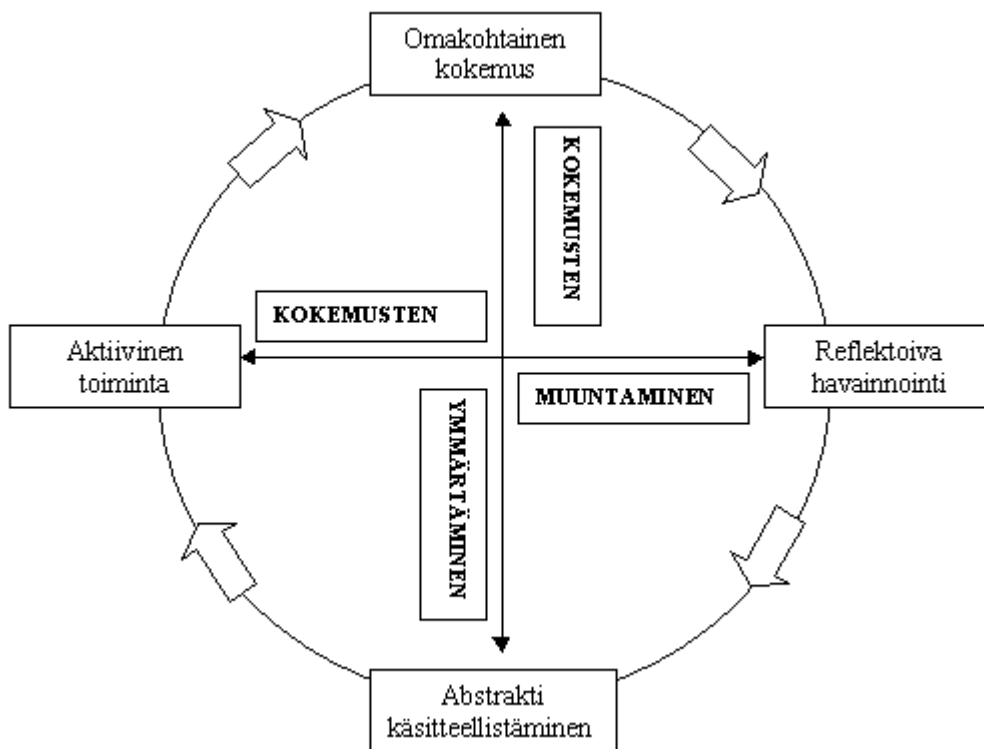 Omakohtainen
kokemus
KOKEMUSTEN
KOKEMUSTEN
Aktiivinen
toiminta
Reflektoiva
havainnointi
MUUNTAMINEN
YMMÄRTÄMINEN
Abstrakti
käsitteellistäminen